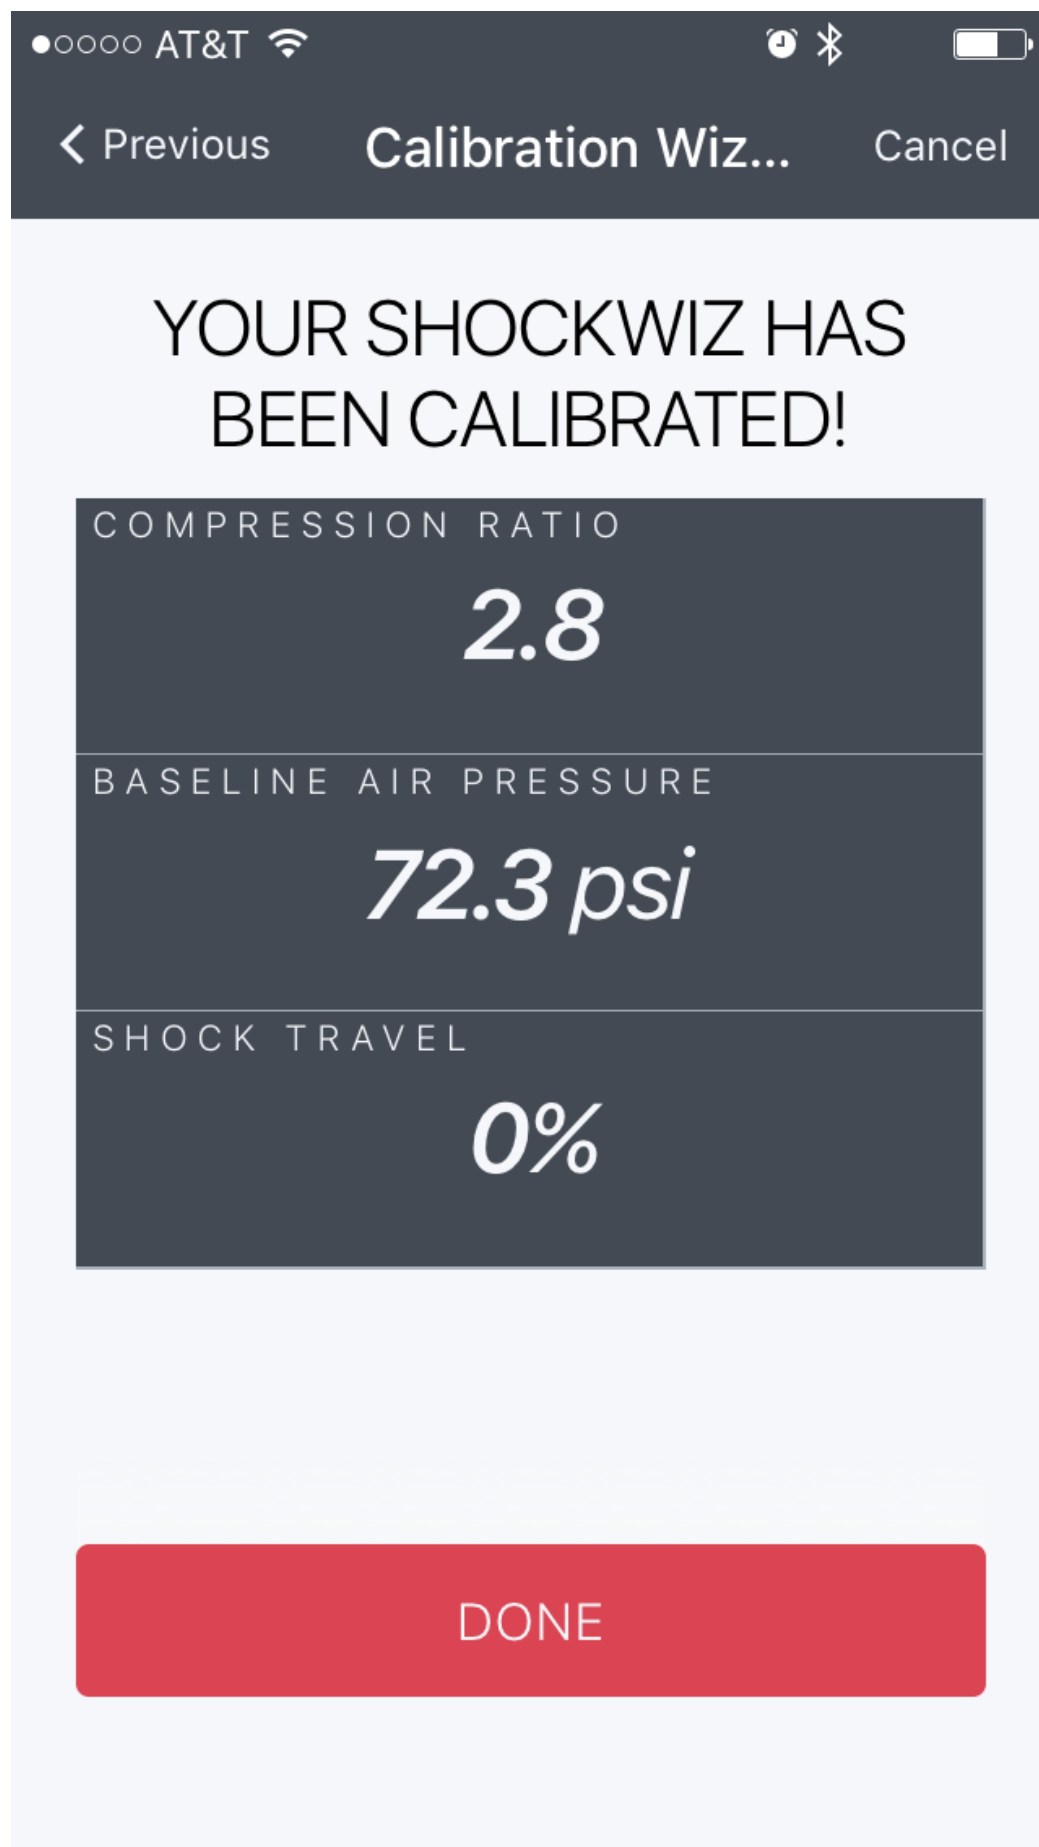 AT&T
Previous Calibration Wiz... Cancel
YOUR SHOCKWIZ HAS
BEEN CALIBRATED!
COMPRESSION RATIO
2.8
BASELINE AIR PRESSURE
72.3 psi
SHOCK TRAVEL
0%
DONE